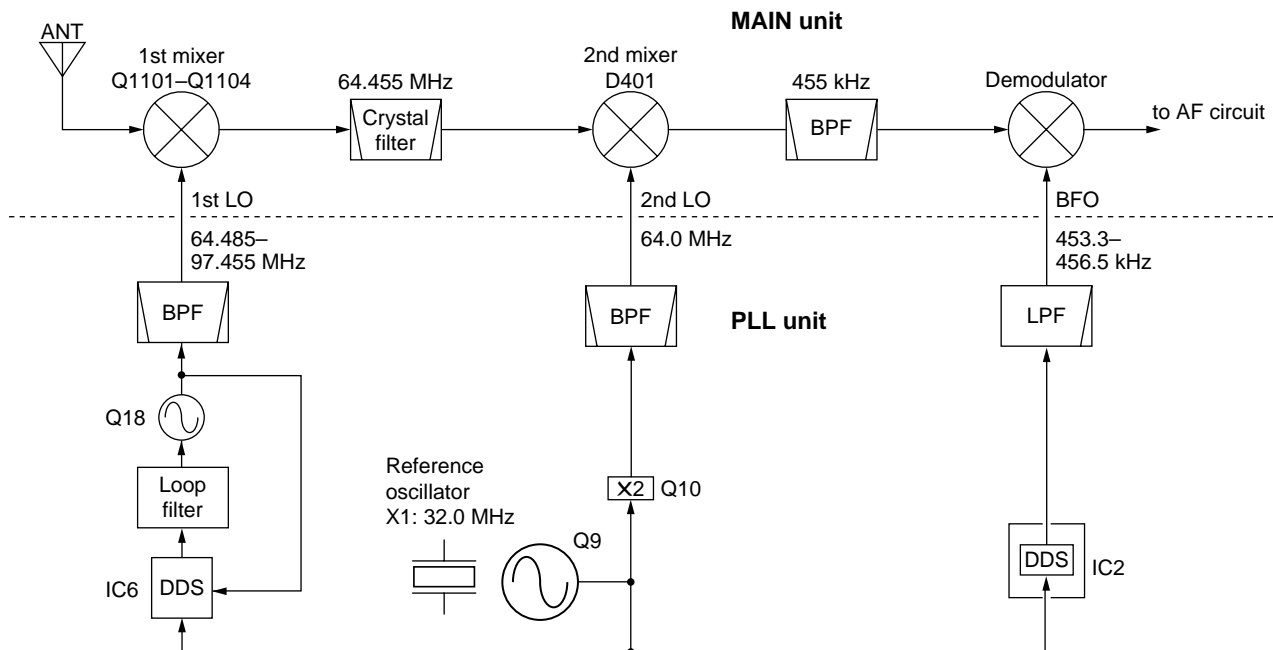 MAIN unit
ANT
1st mixer
Q1101–Q1104
64.455 MHz
Crystal
filter
2nd mixer
D401
455 kHz
BPF
Demodulator
to AF circuit
1st LO
2nd LO
BFO
64.485–
97.455 MHz
64.0 MHz
453.3–
456.5 kHz
BPF
BPF
PLL unit
LPF
Q18
Loop
filter
Reference
oscillator
X1: 32.0 MHz
X2
Q10
Q9
IC6
DDS
DDS
IC2